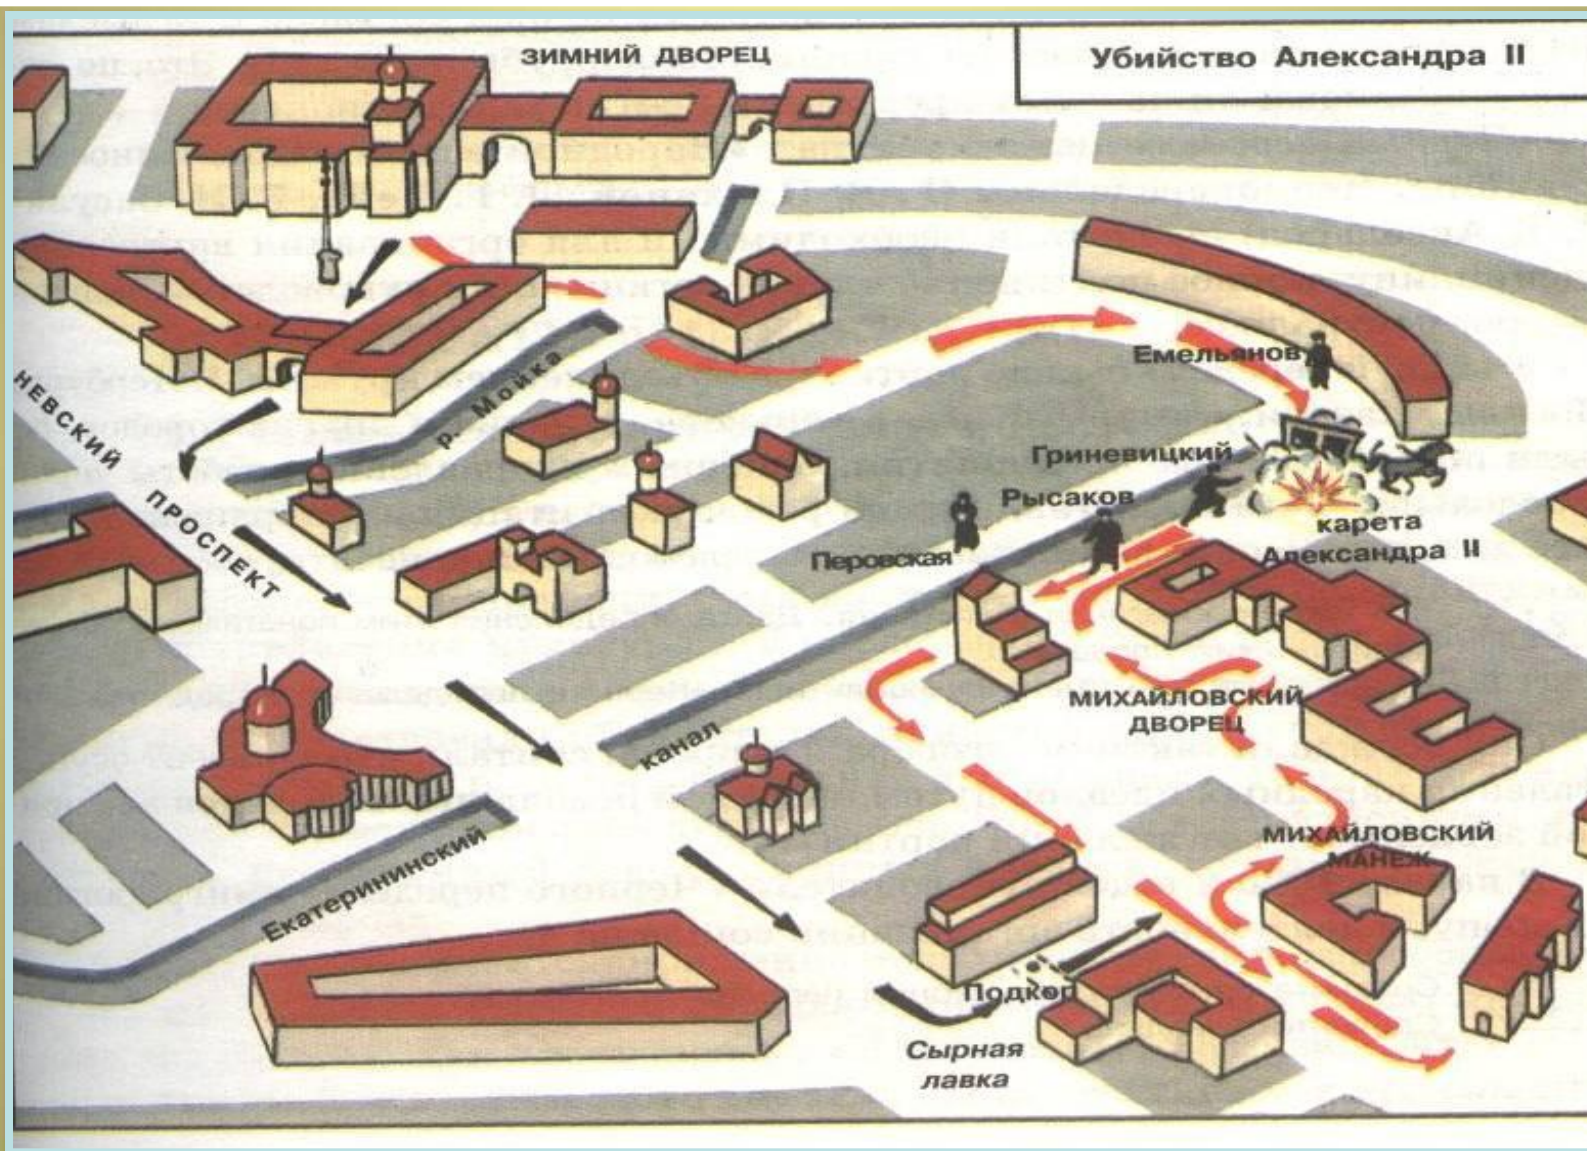 ЗИМНИЙ ДВОРЕЦ
Убийство Александра II
Емельянов
р. Мойка
НЕВСКИЙ
ПРОСПЕКТ
Гриневицкий
Рысаков
Перовская
карета
Александра II
МИХАЙЛОВСКИЙ
ДВОРЕЦ
канал
Екатерининский
МИХАЙЛОВСКИЙ
МАНЕЖ
Подкоп
Сырная
лавка